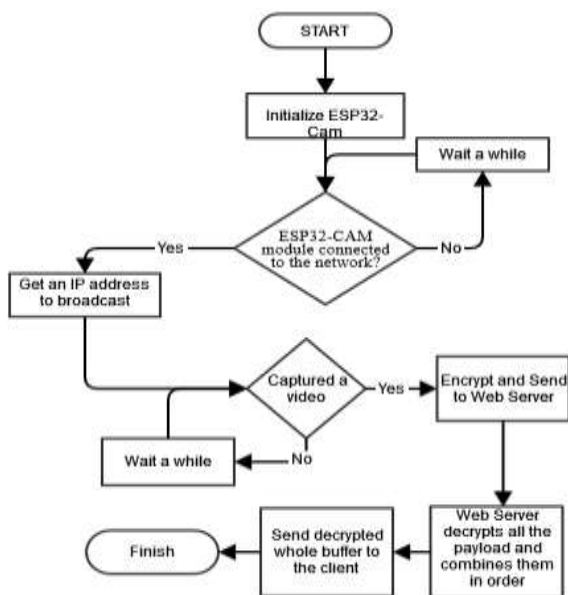 START
Initialize ESP32-
Cam
Wait a while
ESP32-CAM
module connected
to the network?
Yes
No
Get an IP address
to broadcast
Captured a
video
Yes
Encrypt and Send
to Web Server
No
Wait a while
Web Server
decrypts all the
payload and
combines them
in order
Send decrypted
whole buffer to
the client
Finish